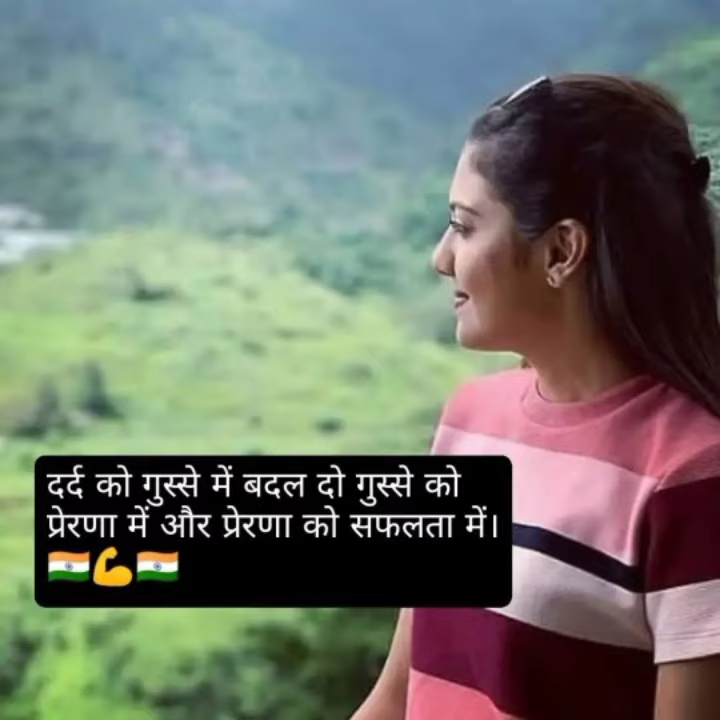 दर्द को गुस्से में बदल दो गुस्से को
प्रेरणा में और प्रेरणा को सफलता में।
🇮🇳💪🇮🇳